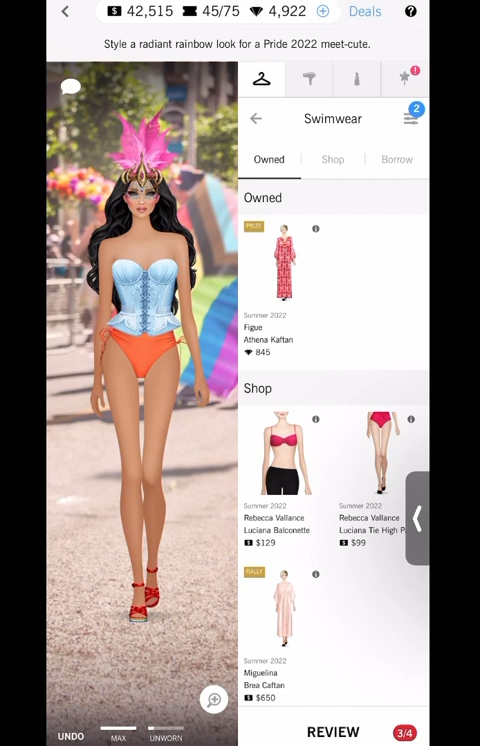 $ 42,515 45/75 4,922 Deals ?
Style a radiant rainbow look for a Pride 2022 meet-cute.
!
2
Swimwear
Owned Shop Borrow
Owned
PRIZE
Summer 2022
Figue
Athena Kaftan
845
Shop
Summer 2022
Rebecca Vallance
Luciana Balconette
$ $129
Summer 2022
Rebecca Vallance
Luciana Tie High P
$ $99
RALLY
Summer 2022
Miguelina
Brea Caftan
$ $650
UNDO MAX UNWORN
REVIEW 3/4